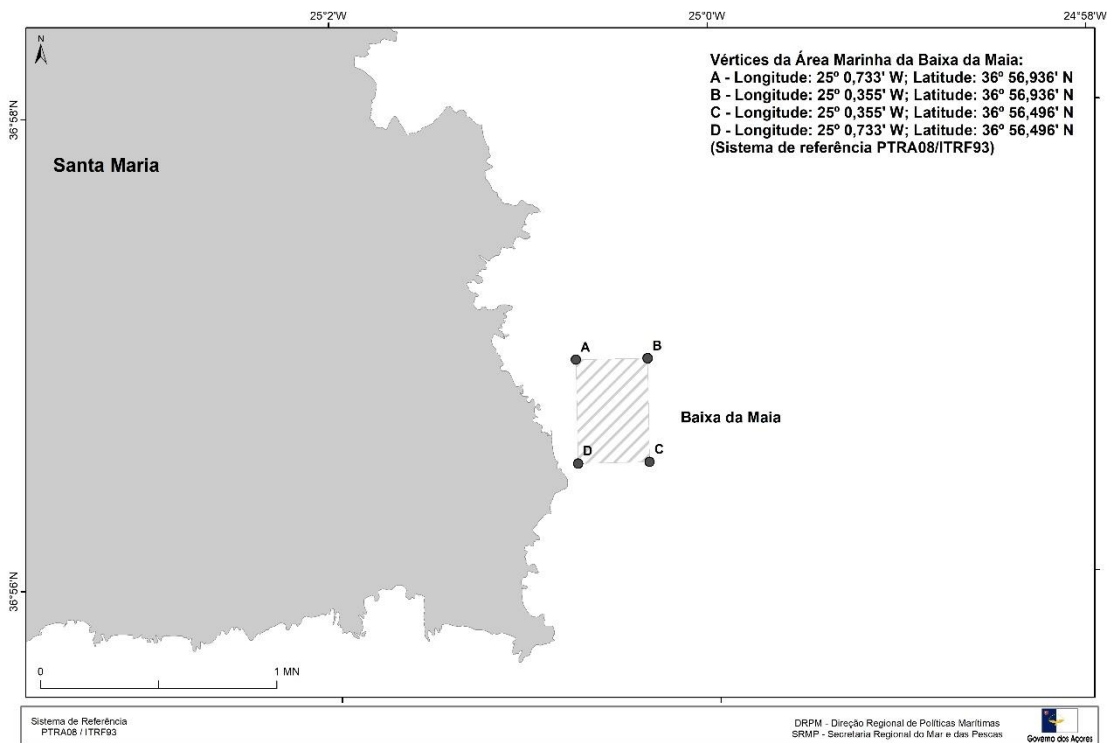 25°2'W
25°0'W
24°58'W
N
36°58'N
Santa Maria
Vértices da Área Marinha da Baixa da Maia:
A - Longitude: 25º 0,733' W; Latitude: 36º 56,936' N
B - Longitude: 25º 0,355' W; Latitude: 36º 56,936' N
C - Longitude: 25º 0,355' W; Latitude: 36º 56,496' N
D - Longitude: 25º 0,733' W; Latitude: 36º 56,496' N
(Sistema de referência PTRA08/ITRF93)
A
B
Baixa da Maia
D
C
36°56'N
0
1 MN
Sistema de Referência
PTRA08 / ITRF93
DRPM - Direção Regional de Políticas Marítimas
SRMP - Secretaria Regional do Mar e das Pescas
Governo dos Açores